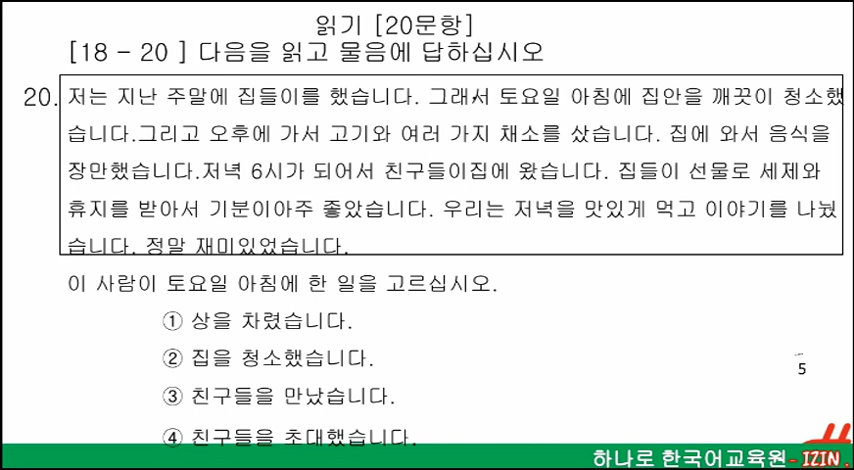 읽기 [20문항]
[18 - 20 ] 다음을 읽고 물음에 답하십시오
20. 저는 지난 주말에 집들이를 했습니다. 그래서 토요일 아침에 집안을 깨끗이 청소했
습니다.그리고 오후에 가서 고기와 여러 가지 채소를 샀습니다. 집에 와서 음식을
장만했습니다.저녁 6시가 되어서 친구들이집에 왔습니다. 집들이 선물로 세제와
휴지를 받아서 기분이아주 좋았습니다. 우리는 저녁을 맛있게 먹고 이야기를 나눴
습니다. 정말 재미있었습니다.
이 사람이 토요일 아침에 한 일을 고르십시오.
① 상을 차렸습니다.
② 집을 청소했습니다.
5
③ 친구들을 만났습니다.
④ 친구들을 초대했습니다.
하나로 한국어교육원 - IZIN.